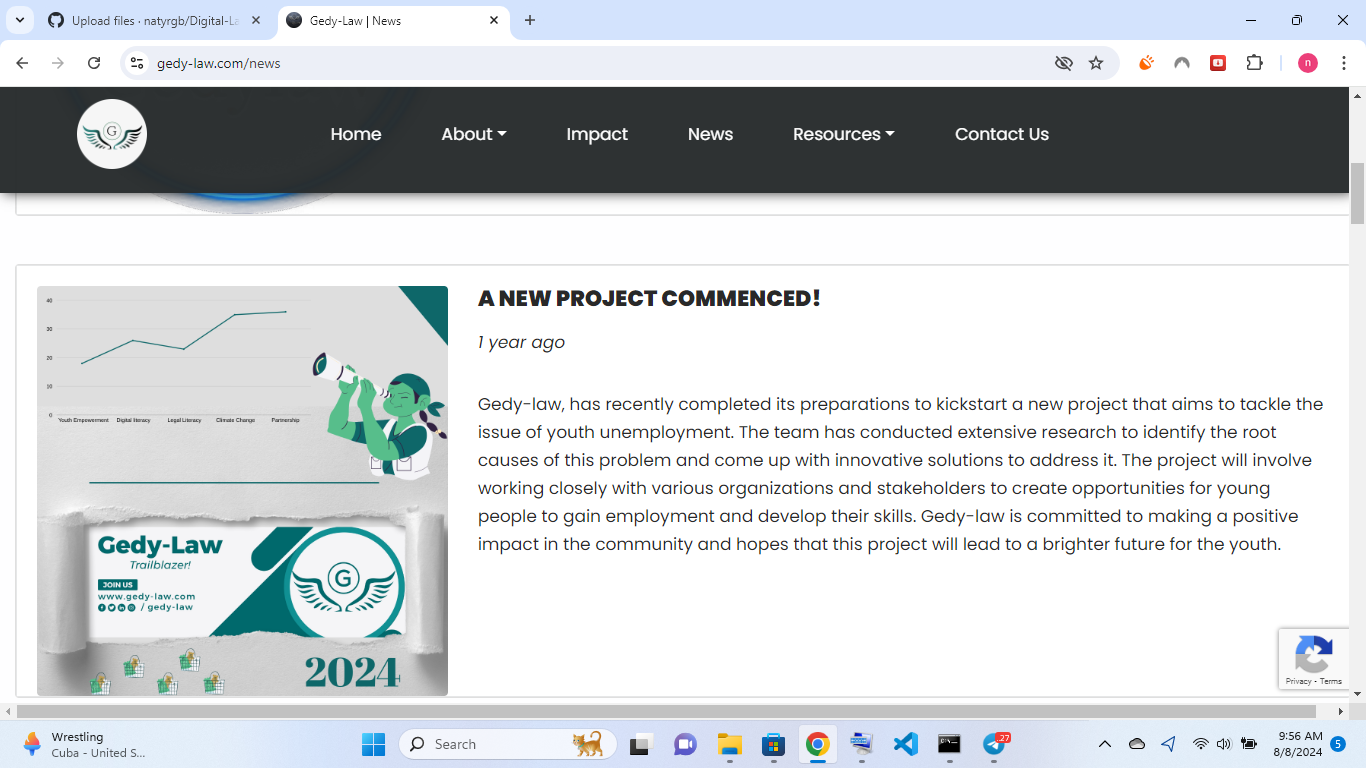 Upload files · natyrgb/Digital-La
Gedy-Law | News
gedy-law.com/news
n
G
Home
About
Impact
News
Resources
Contact Us
A NEW PROJECT COMMENCED!
1 year ago
Gedy-law, has recently completed its preparations to kickstart a new project that aims to tackle the
issue of youth unemployment. The team has conducted extensive research to identify the root
causes of this problem and come up with innovative solutions to address it. The project will involve
working closely with various organizations and stakeholders to create opportunities for young
people to gain employment and develop their skills. Gedy-law is committed to making a positive
impact in the community and hopes that this project will lead to a brighter future for the youth.
40
30
20
10
0
Youth Empowerment Digital literacy Legal Literacy Climate Change Partnership
Gedy-Law
Trailblazer!
JOIN US
www.gedy-law.com
/ gedy-law
G
2024
Privacy - Terms
Wrestling
Cuba - United S...
Search
27
9:56 AM
8/8/2024
5